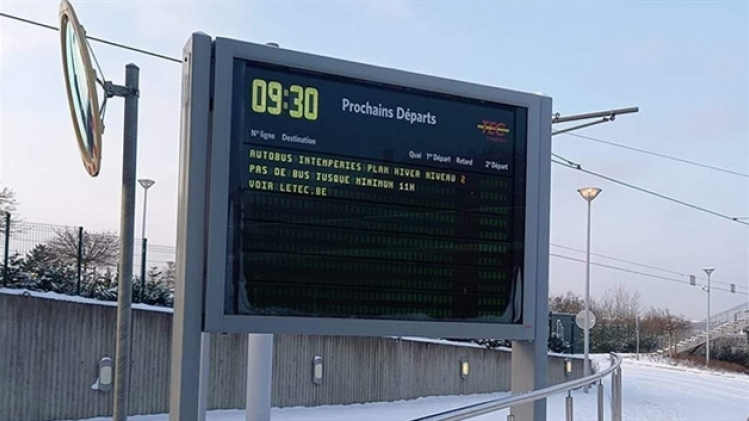 09:30 Prochains Départs TEC
N° ligne Destination Quai 1er Départ Retard 2e Départ
AUTOBUS INTEMPERIES PLAN HIVER NIVEAU 2
PAS DE BUS JUSQUE MINIMUM 11H
VOIR LETEC.BE